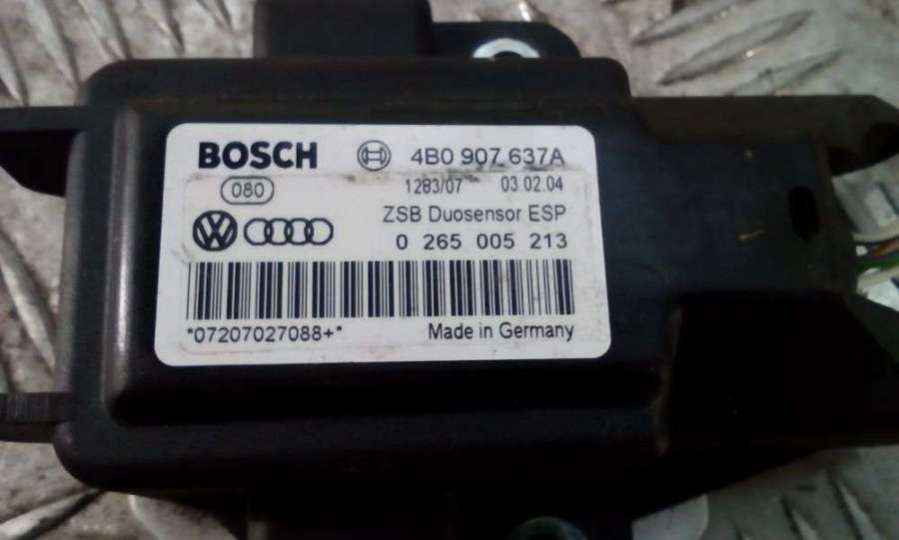 BOSCH 4B0 907 637A
080 1283/07 03.02.04
ZSB Duosensor ESP
0 265 005 213
*07207027088+* Made in Germany